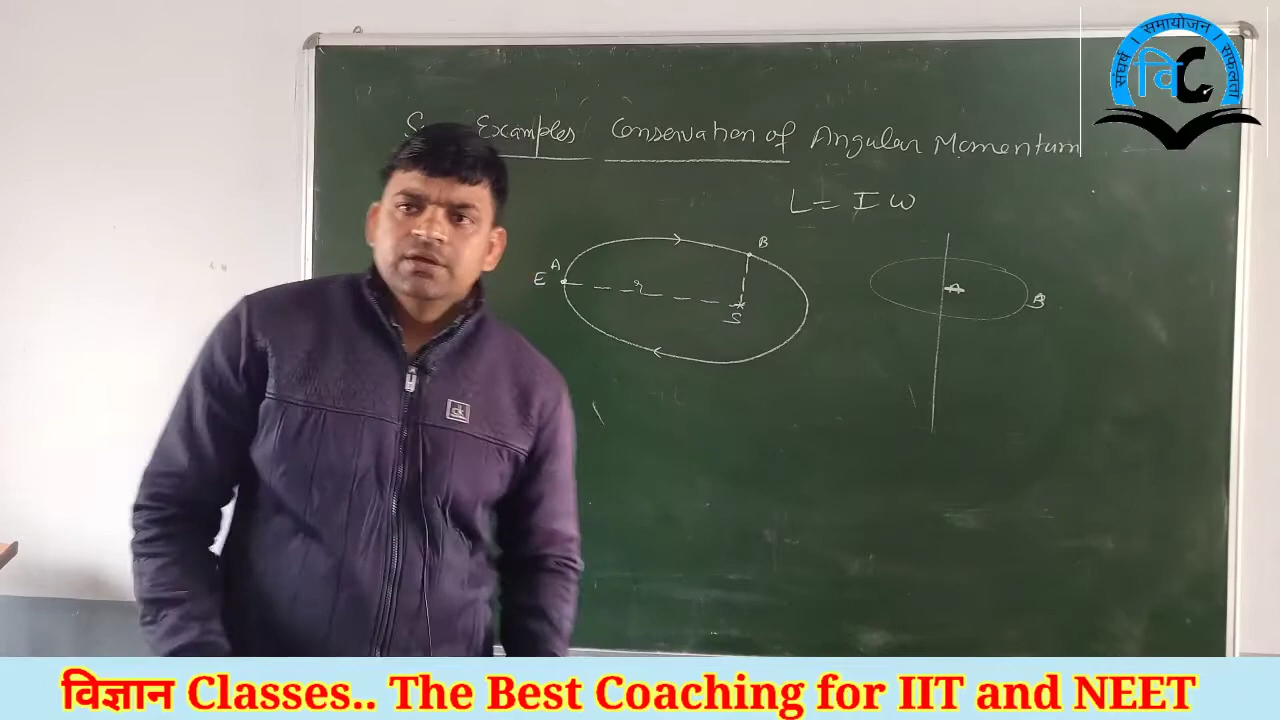 Examples Conservation of Angular Momentum
L = I ω
A
B
E
r
S
A
B
संघर्ष । समायोजन । सफलता
विC
विज्ञान Classes.. The Best Coaching for IIT and NEET